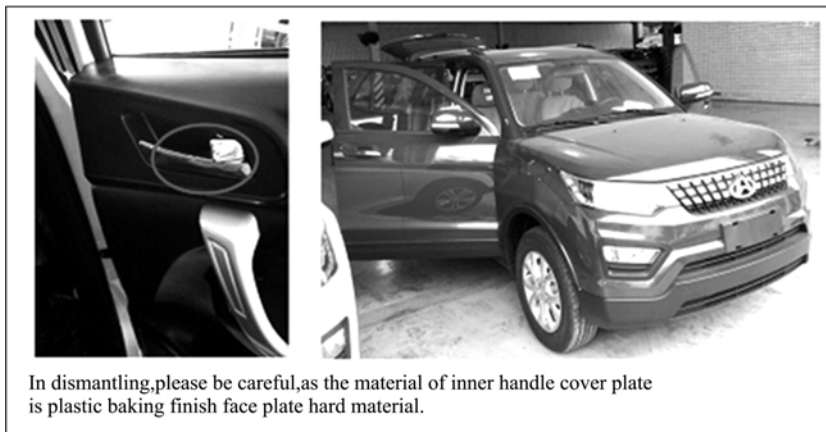 In dismantling,please be careful,as the material of inner handle cover plate
is plastic baking finish face plate hard material.